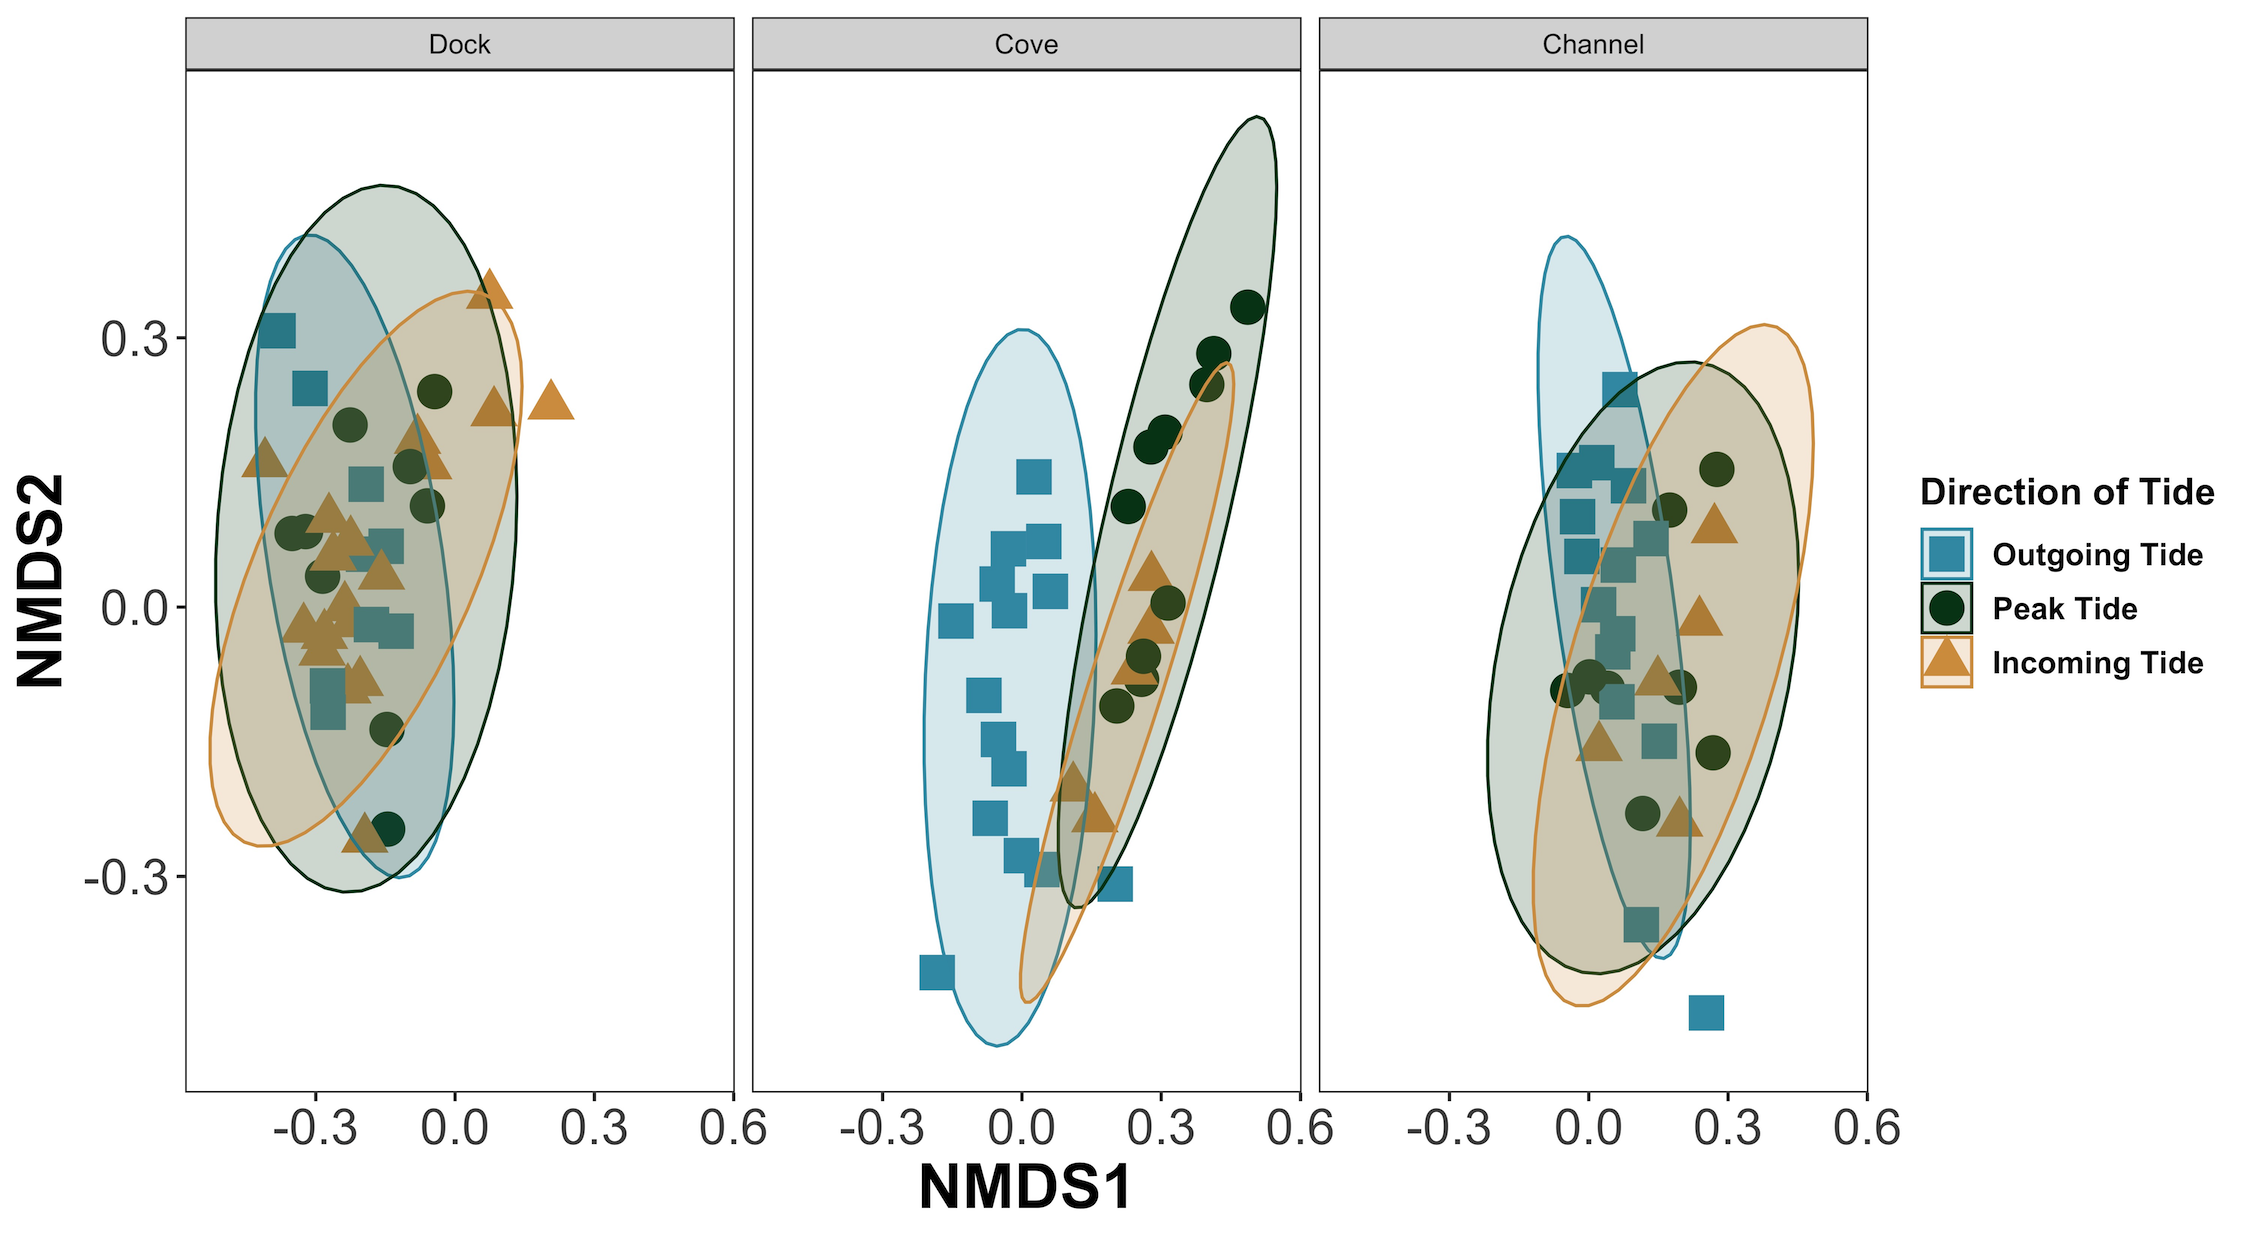 Dock
Cove
Channel
NMDS2
0.3
0.0
-0.3
-0.3 0.0 0.3 0.6
-0.3 0.0 0.3 0.6
-0.3 0.0 0.3 0.6
NMDS1
Direction of Tide
Outgoing Tide
Peak Tide
Incoming Tide